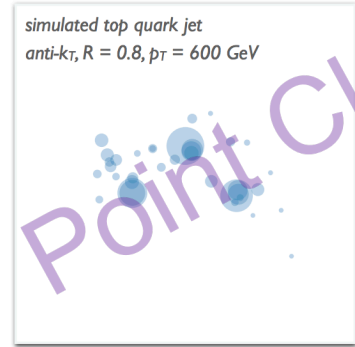 simulated top quark jet
anti-kT, R = 0.8, pT = 600 GeV
Point Cl